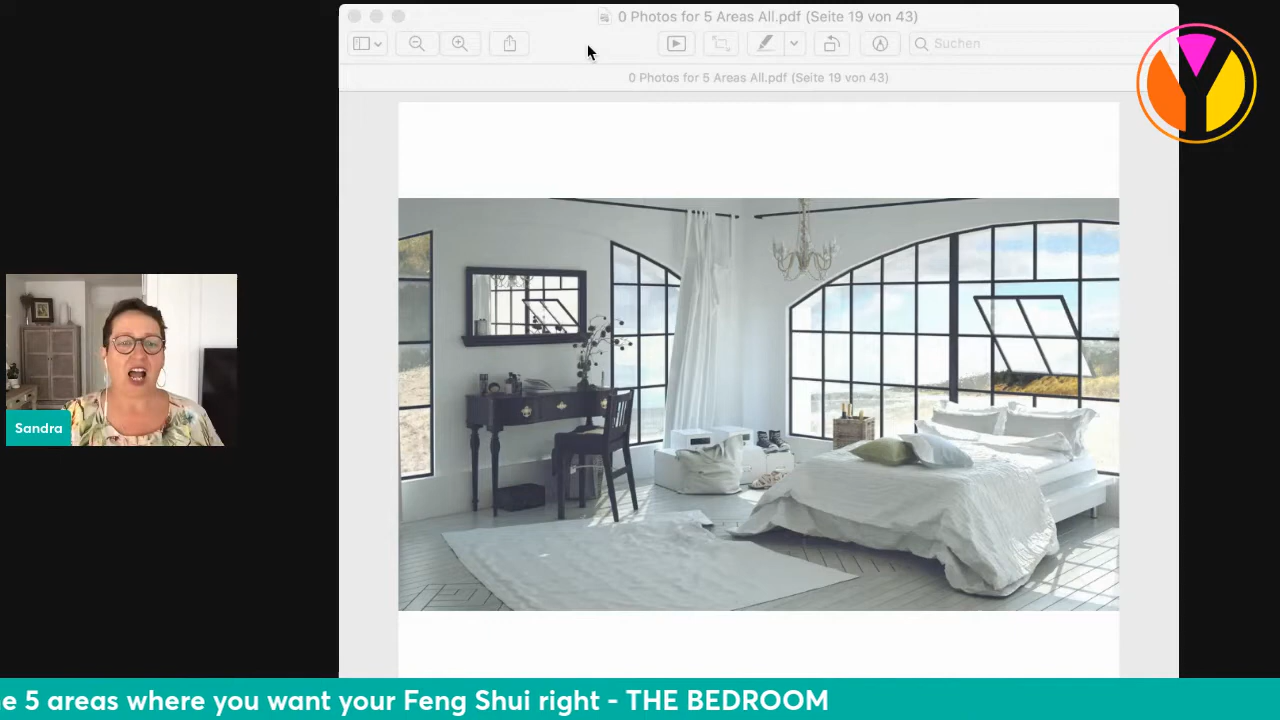 0 Photos for 5 Areas All.pdf (Seite 19 von 43)
Suchen
0 Photos for 5 Areas All.pdf (Seite 19 von 43)
Y
Sandra
e 5 areas where you want your Feng Shui right - THE BEDROOM